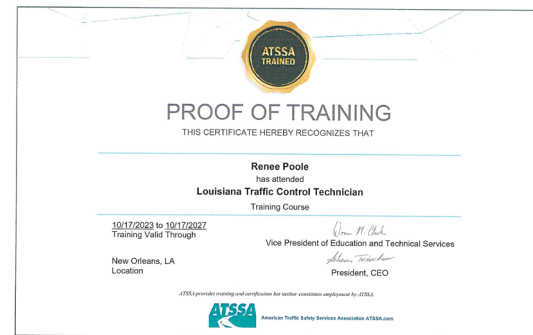 ATSSA
TRAINED
PROOF OF TRAINING
THIS CERTIFICATE HEREBY RECOGNIZES THAT
Renee Poole
has attended
Louisiana Traffic Control Technician
Training Course
10/17/2023 to 10/17/2027
Training Valid Through
Vice President of Education and Technical Services
New Orleans, LA
Location
President, CEO
ATSSA provides training and certification but neither constitutes employment by ATSSA.
ATSSA
American Traffic Safety Services Association ATSSA.com